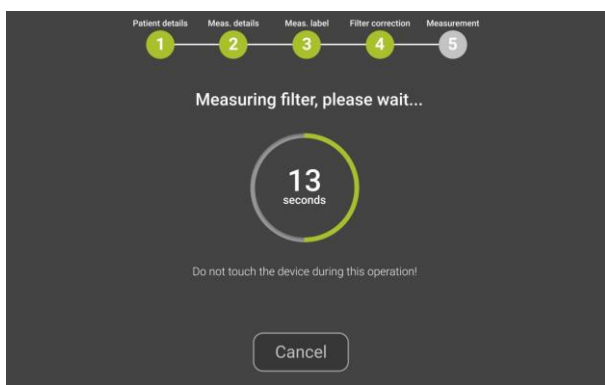 Patient details Meas. details Meas. label Filter correction Measurement
1 2 3 4 5
Measuring filter, please wait...
13
seconds
Do not touch the device during this operation!
Cancel